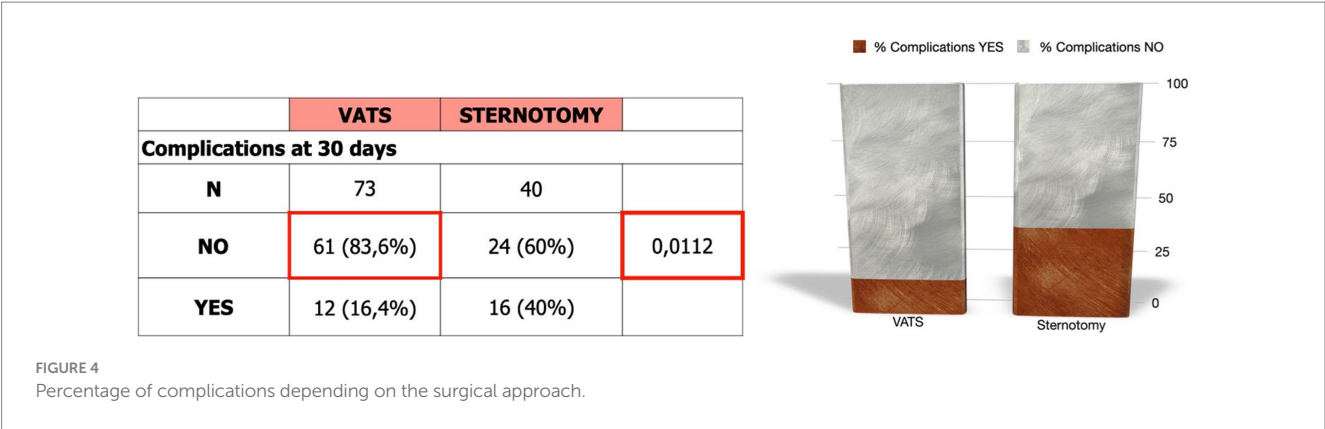 VATS STERNOTOMY
Complications at 30 days
N 73 40
NO 61 (83,6%) 24 (60%) 0,0112
YES 12 (16,4%) 16 (40%)
% Complications YES % Complications NO
100
75
50
25
0
VATS Sternotomy
FIGURE 4
Percentage of complications depending on the surgical approach.